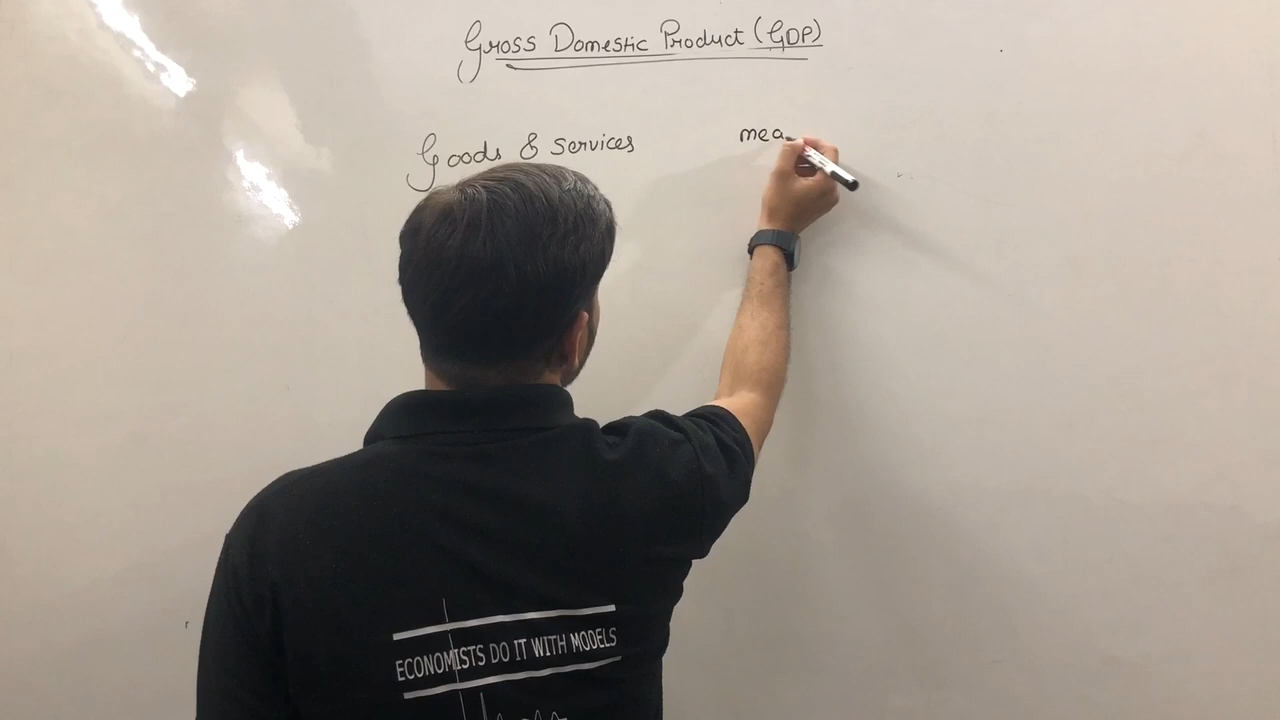 Gross Domestic Product (GDP)
Goods & services mea
ECONOMISTS DO IT WITH MODELS